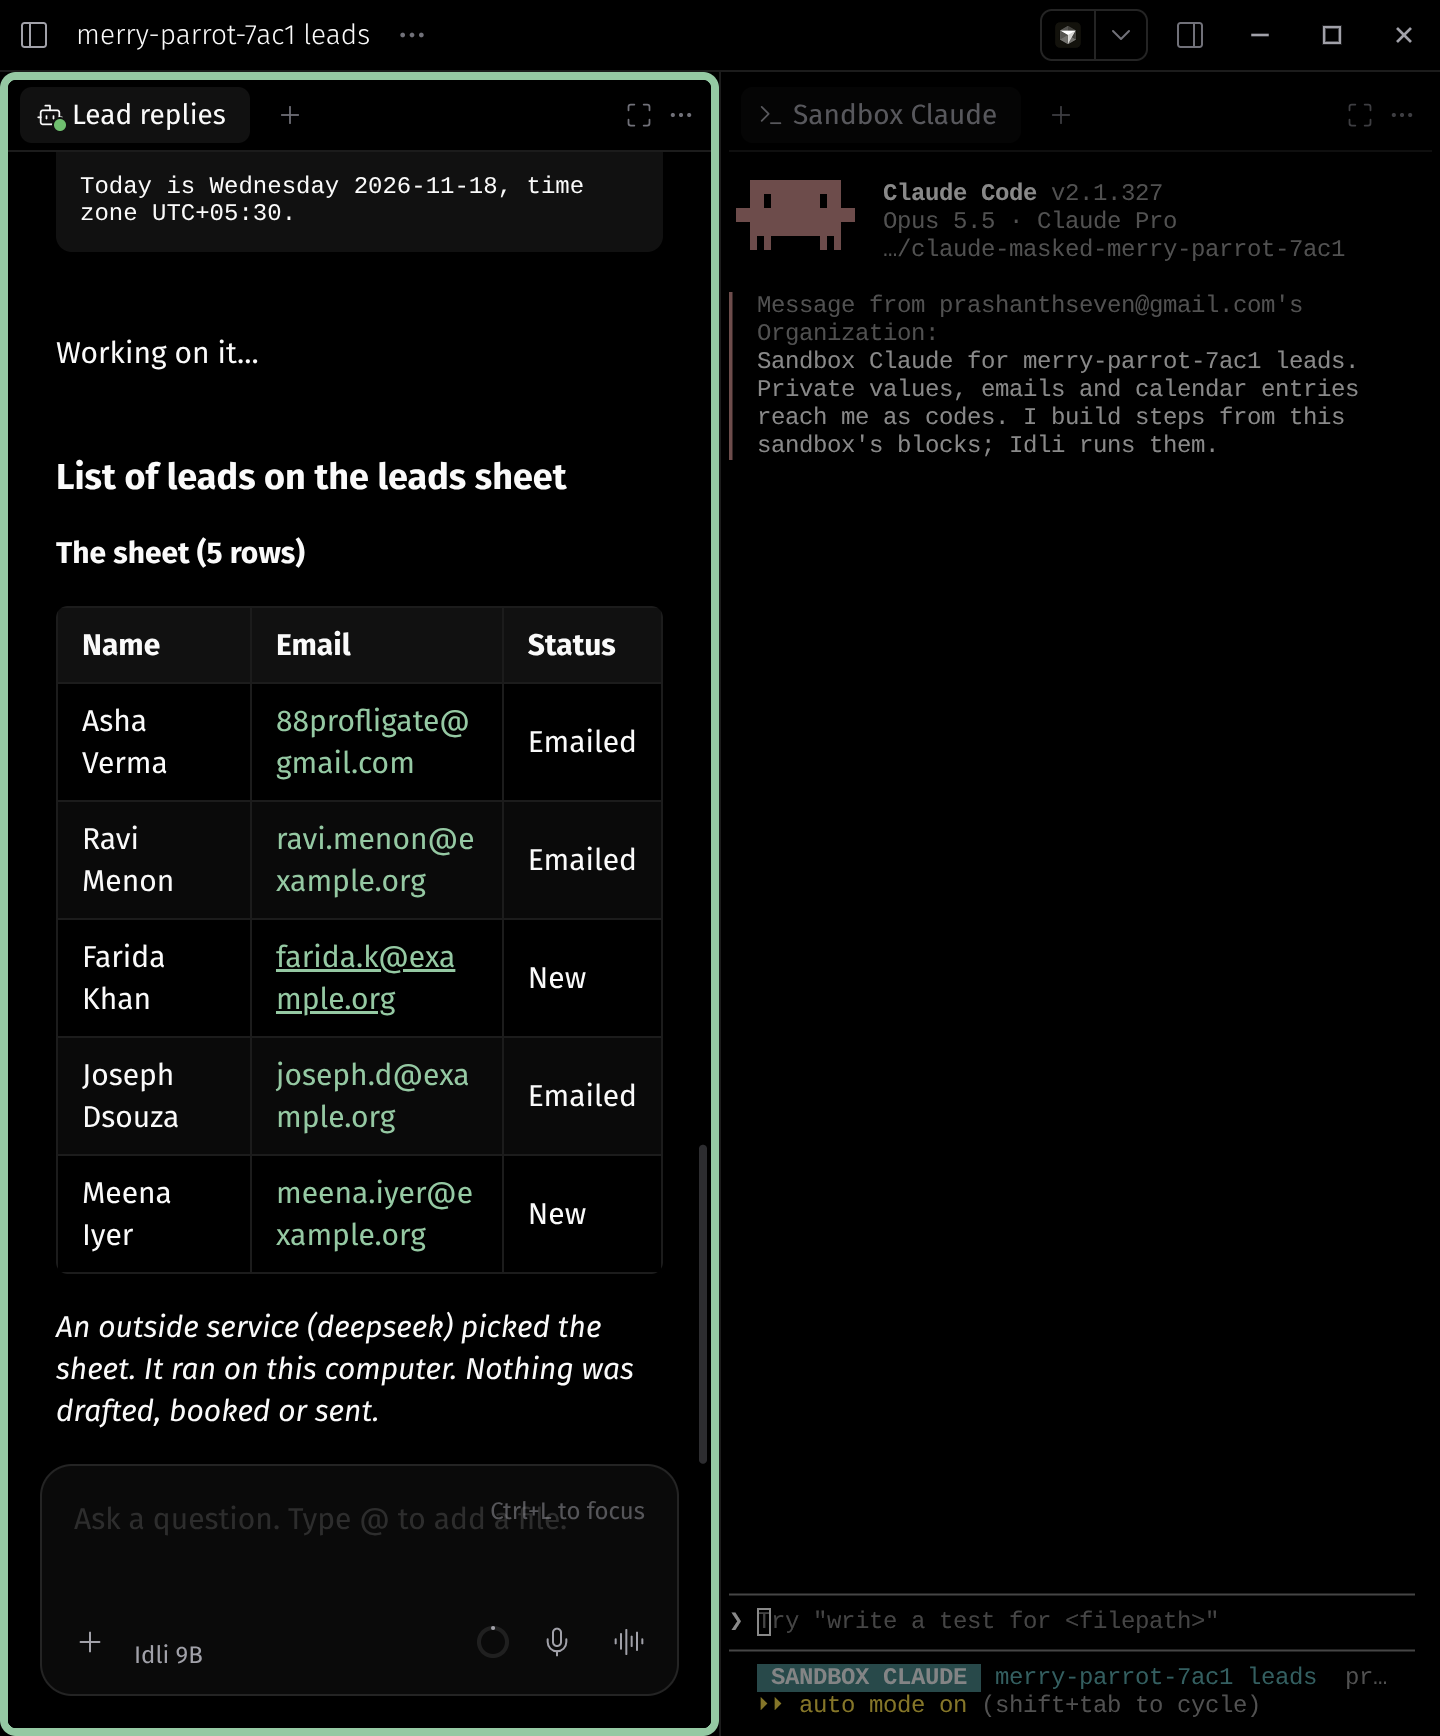 merry-parrot-7ac1 leads
Lead replies
Today is Wednesday 2026-11-18, time
zone UTC+05:30.
Working on it...
List of leads on the leads sheet
The sheet (5 rows)
Name Email Status
Asha
Verma
88profligate@
gmail.com
Emailed
Ravi
Menon
ravi.menon@e
xample.org
Emailed
Farida
Khan
farida.k@exa
mple.org
New
Joseph
Dsouza
joseph.d@exa
mple.org
Emailed
Meena
Iyer
meena.iyer@e
xample.org
New
An outside service (deepseek) picked the
sheet. It ran on this computer. Nothing was
drafted, booked or sent.
Ask a question. Type @ to add a file.
Ctrl+L to focus
Idli 9B
Sandbox Claude
Claude Code v2.1.327
Opus 5.5 · Claude Pro
…/claude-masked-merry-parrot-7ac1
Message from prashanthseven@gmail.com's
Organization:
Sandbox Claude for merry-parrot-7ac1 leads.
Private values, emails and calendar entries
reach me as codes. I build steps from this
sandbox's blocks; Idli runs them.
❯ Try "write a test for <filepath>"
SANDBOX CLAUDE merry-parrot-7ac1 leads pr…
⏵⏵ auto mode on (shift+tab to cycle)